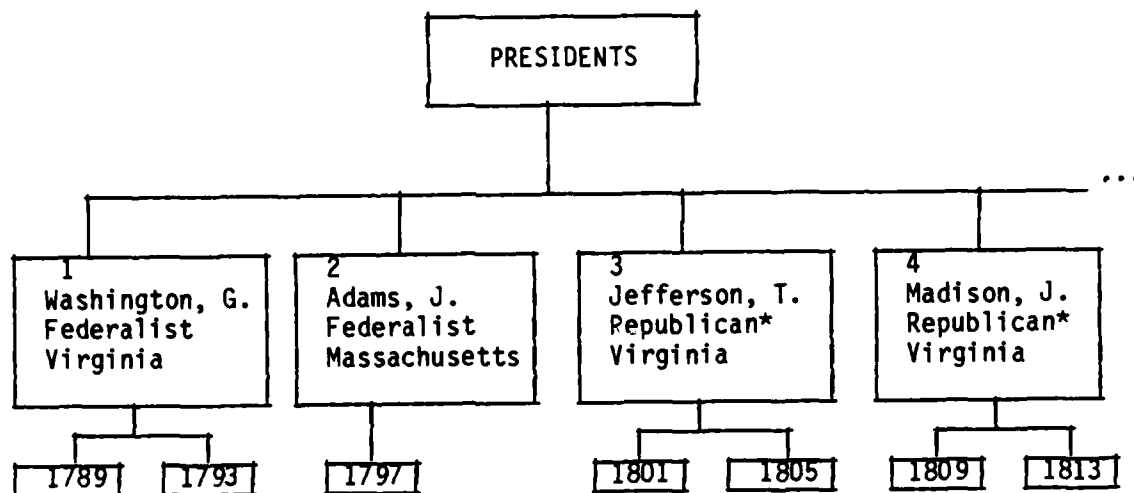 PRESIDENTS
...
1
Washington, G.
Federalist
Virginia
2
Adams, J.
Federalist
Massachusetts
3
Jefferson, T.
Republican*
Virginia
4
Madison, J.
Republican*
Virginia
1789
1793
1797
1801
1805
1809
1813